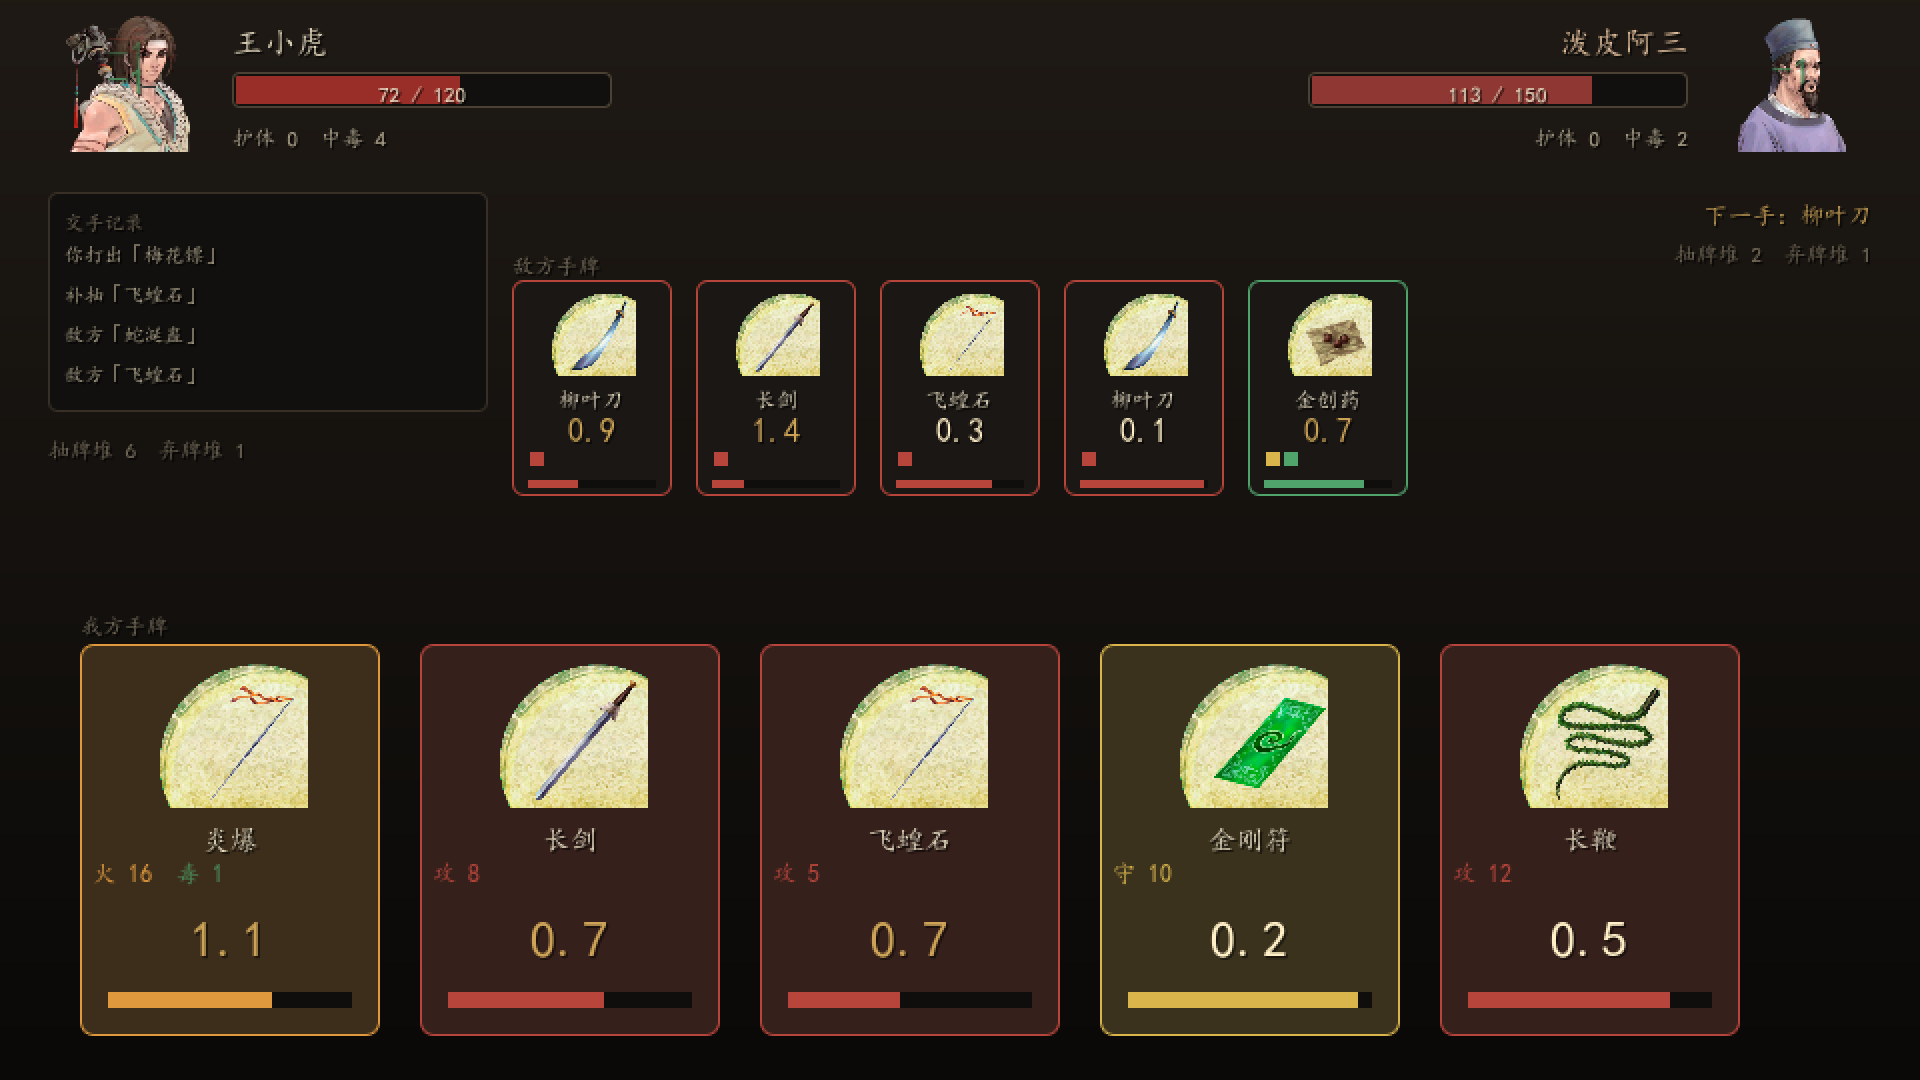 王小虎
72 / 120
护体 0 中毒 4
泼皮阿三
113 / 150
护体 0 中毒 2
交手记录
你打出「梅花镖」
补抽「飞蝗石」
敌方「蛇涎蛊」
敌方「飞蝗石」
抽牌堆 6 弃牌堆 1
下一手: 柳叶刀
抽牌堆 2 弃牌堆 1
敌方手牌
柳叶刀
0.9
长剑
1.4
飞蝗石
0.3
柳叶刀
0.1
金创药
0.7
我方手牌
炎爆
火 16 毒 1
1.1
长剑
攻 8
0.7
飞蝗石
攻 5
0.7
金刚符
守 10
0.2
长鞭
攻 12
0.5